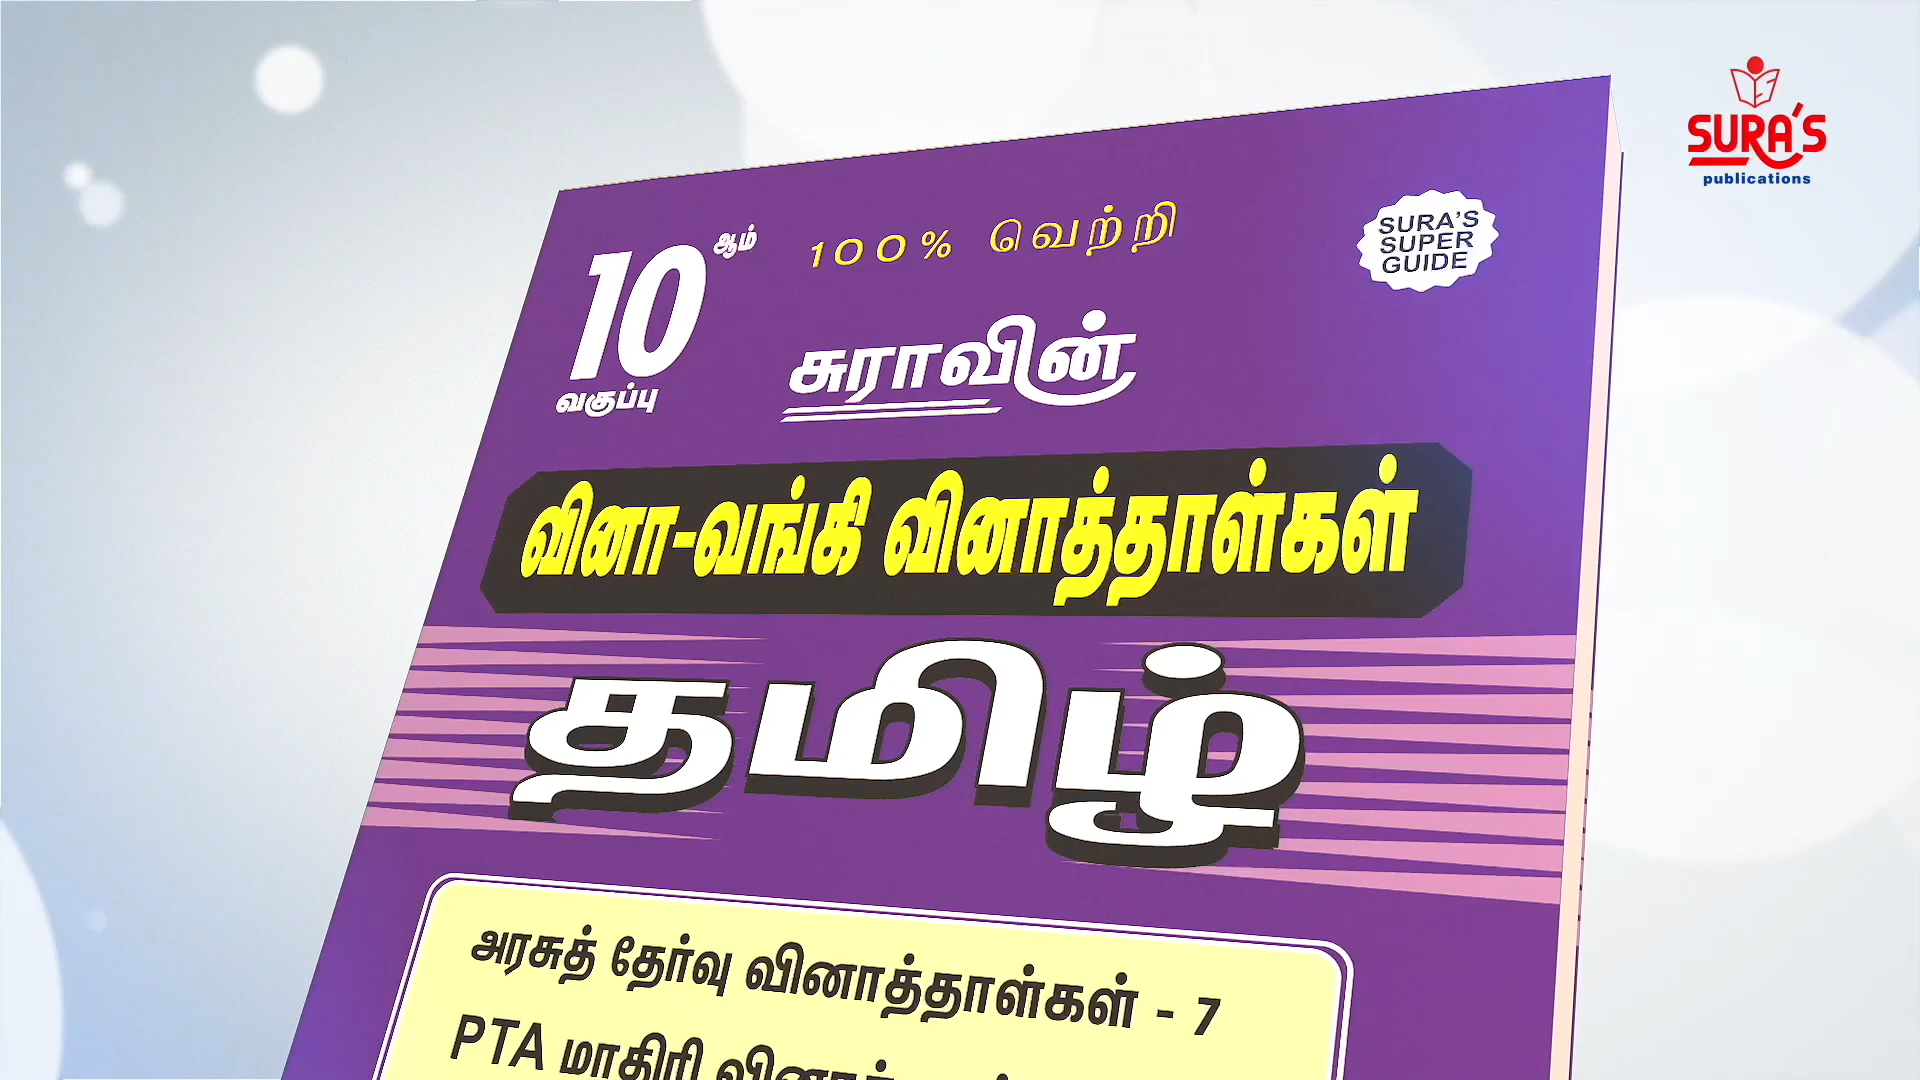 SURA'S
publications
10 ஆம்
வகுப்பு
100% வெற்றி
SURA'S
SUPER
GUIDE
சுராவின்
வினா-வங்கி வினாத்தாள்கள்
தமிழ்
அரசுத் தேர்வு வினாத்தாள்கள் - 7
PTA மாதிரி